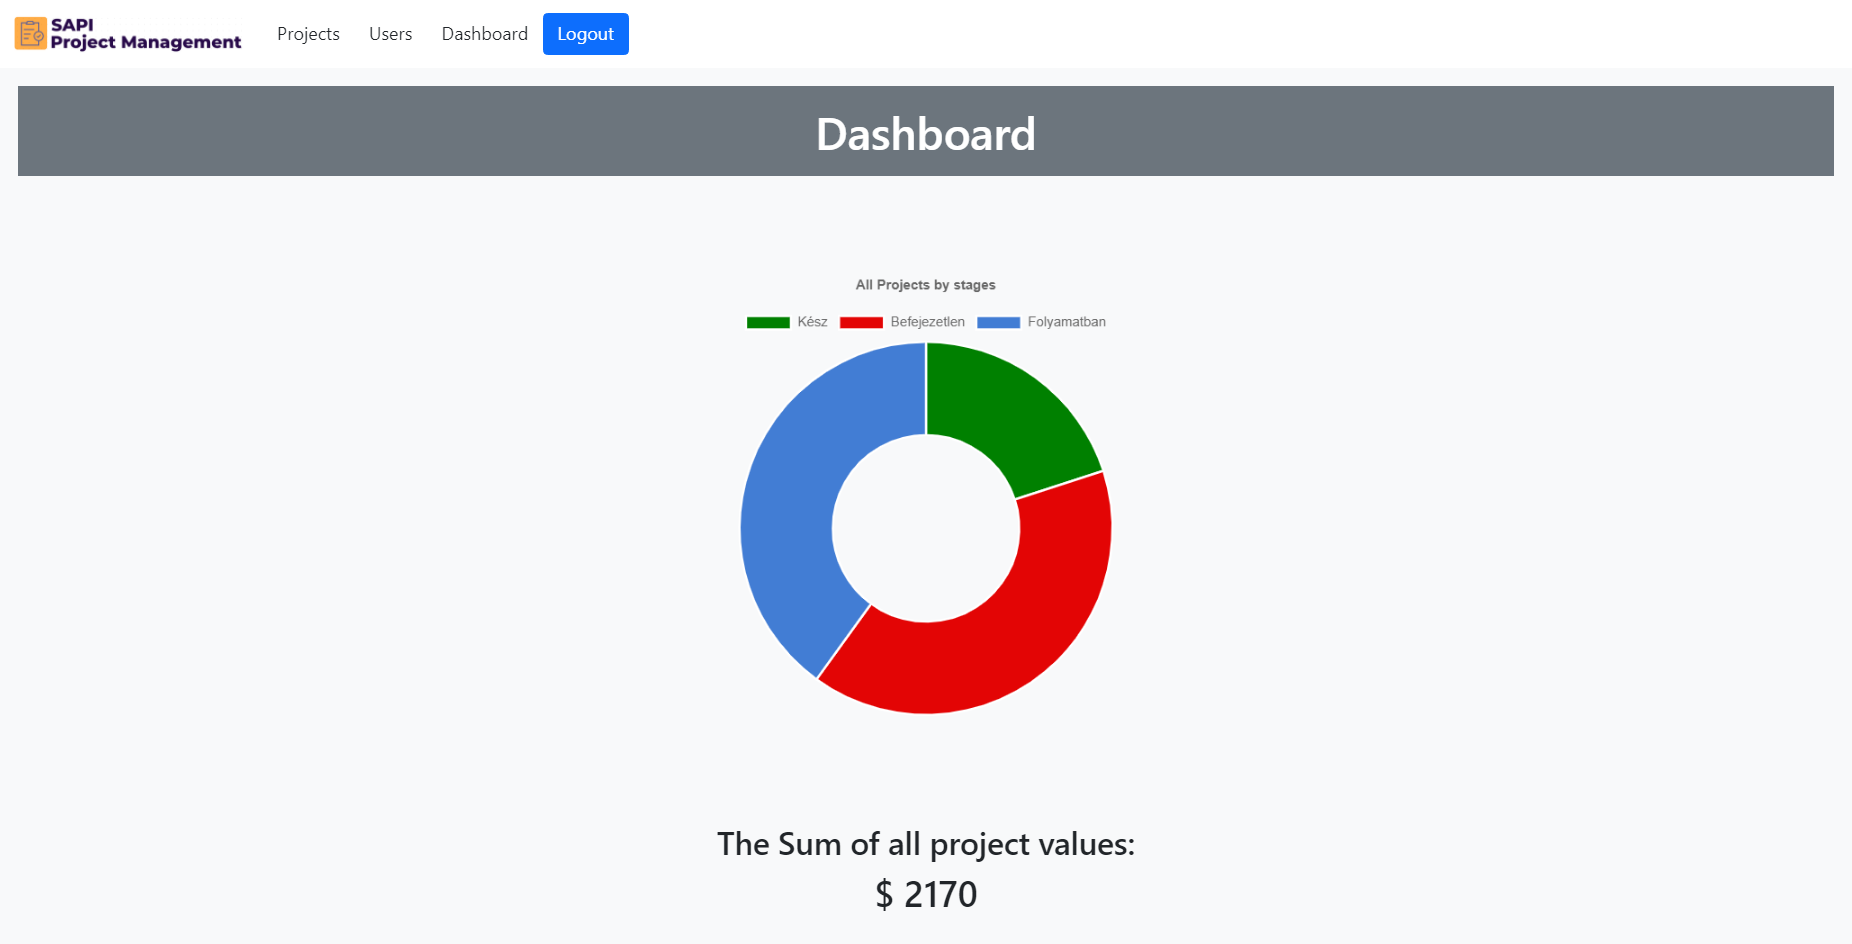 SAPI
Project Management
Projects Users Dashboard Logout
Dashboard
All Projects by stages
Kész Befejezetlen Folyamatban
The Sum of all project values:
$ 2170